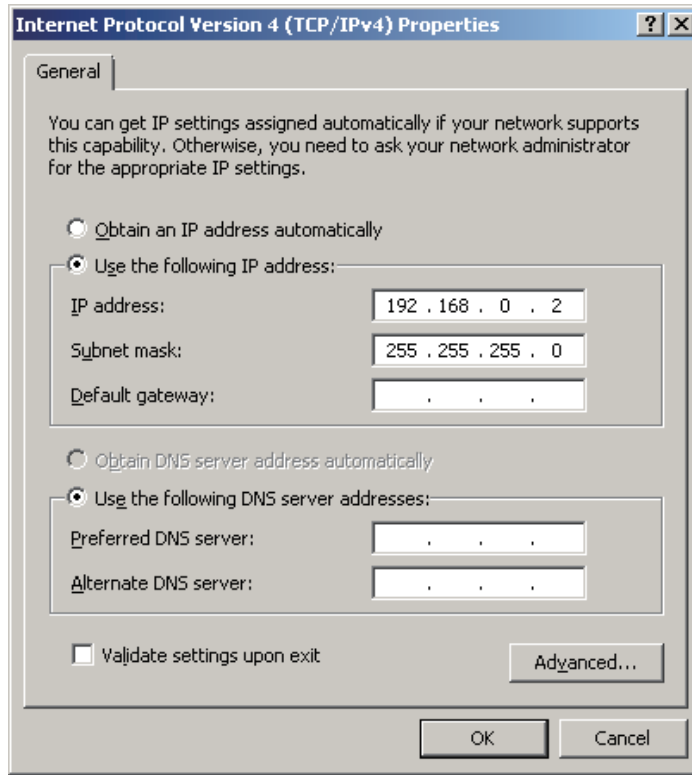 Internet Protocol Version 4 (TCP/IPv4) Properties
General
You can get IP settings assigned automatically if your network supports
this capability. Otherwise, you need to ask your network administrator
for the appropriate IP settings.
Obtain an IP address automatically
Use the following IP address:
IP address: 192 . 168 . 0 . 2
Subnet mask: 255 . 255 . 255 . 0
Default gateway: . . .
Obtain DNS server address automatically
Use the following DNS server addresses:
Preferred DNS server: . . .
Alternate DNS server: . . .
Validate settings upon exit
Advanced...
OK Cancel